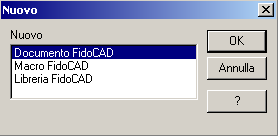 Nuovo
Nuovo
Documento FidoCAD
Macro FidoCAD
Libreria FidoCAD
OK
Annulla
?